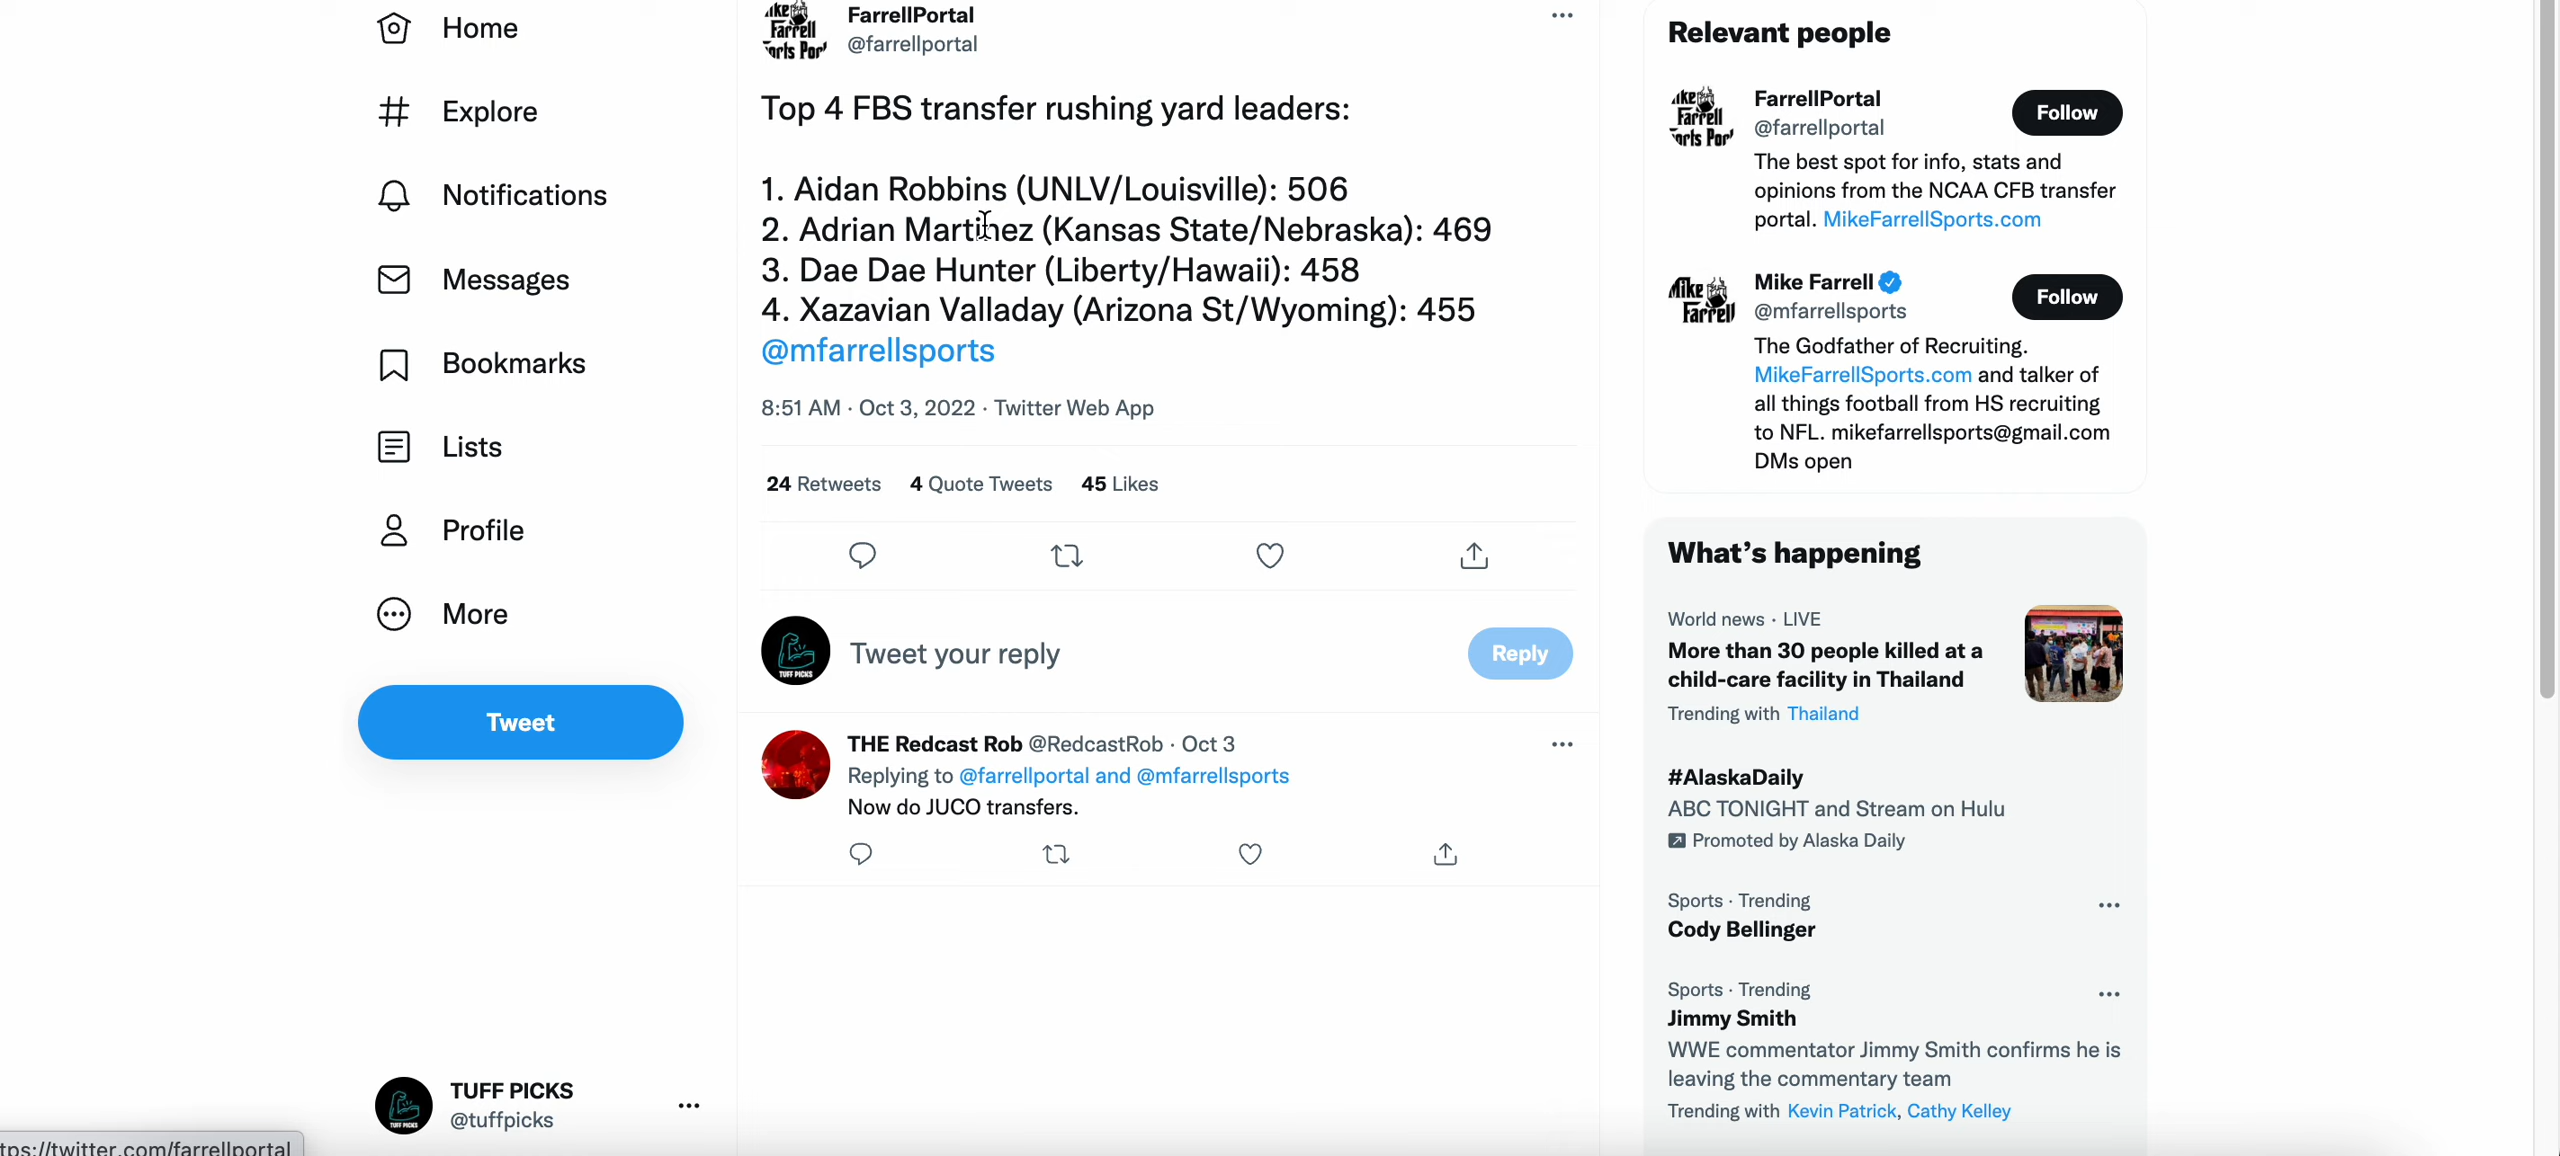 Home
Explore
Notifications
Messages
Bookmarks
Lists
Profile
More
Tweet
TUFF PICKS
@tuffpicks
tps://twitter.com/farrellportal
FarrellPortal
@farrellportal
Top 4 FBS transfer rushing yard leaders:
1. Aidan Robbins (UNLV/Louisville): 506
2. Adrian Martinez (Kansas State/Nebraska): 469
3. Dae Dae Hunter (Liberty/Hawaii): 458
4. Xazavian Valladay (Arizona St/Wyoming): 455
@mfarrellsports
8:51 AM · Oct 3, 2022 · Twitter Web App
24 Retweets 4 Quote Tweets 45 Likes
TUFF PICKS
Tweet your reply
Reply
THE Redcast Rob @RedcastRob · Oct 3
Replying to @farrellportal and @mfarrellsports
Now do JUCO transfers.
Relevant people
FarrellPortal
@farrellportal
Follow
The best spot for info, stats and
opinions from the NCAA CFB transfer
portal. MikeFarrellSports.com
Mike Farrell
@mfarrellsports
Follow
The Godfather of Recruiting.
MikeFarrellSports.com and talker of
all things football from HS recruiting
to NFL. mikefarrellsports@gmail.com
DMs open
What's happening
World news · LIVE
More than 30 people killed at a
child-care facility in Thailand
Trending with Thailand
#AlaskaDaily
ABC TONIGHT and Stream on Hulu
Promoted by Alaska Daily
Sports · Trending
Cody Bellinger
Sports · Trending
Jimmy Smith
WWE commentator Jimmy Smith confirms he is
leaving the commentary team
Trending with Kevin Patrick, Cathy Kelley